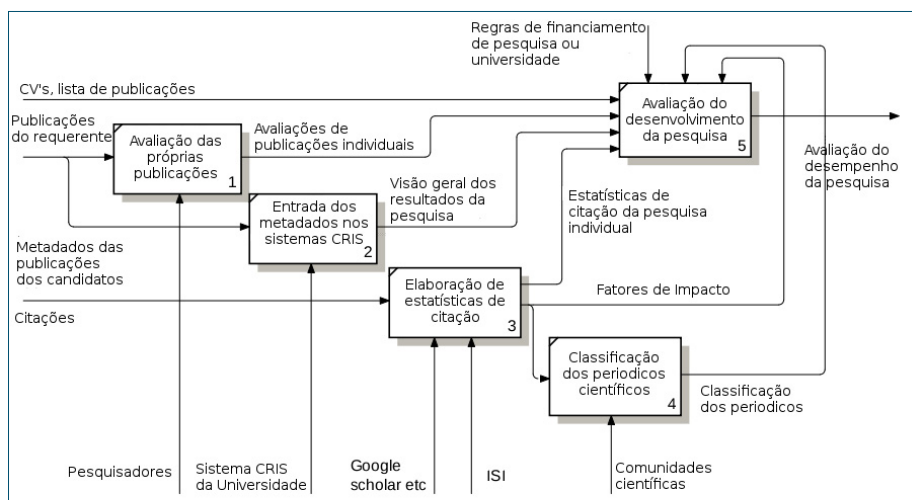 Regras de financiamento
de pesquisa ou
universidade
CV's, lista de publicações
Publicações
do requerente
Avaliação das
próprias
publicações
1
Avaliações de
publicações individuais
Avaliação do
desenvolvimento
da pesquisa
5
Avaliação do
desempenho
da pesquisa
Entrada dos
metadados nos
sistemas CRIS
2
Visão geral dos
resultados da
pesquisa
Estatísticas de
citação da pesquisa
individual
Metadados das
publicações
dos candidatos
Citações
Elaboração de
estatísticas de
citação
3
Fatores de Impacto
Classificação
dos periodicos
científicos
4
Classificação
dos periodicos
Pesquisadores
Sistema CRIS
da Universidade
Google
scholar etc
ISI
Comunidades
científicas